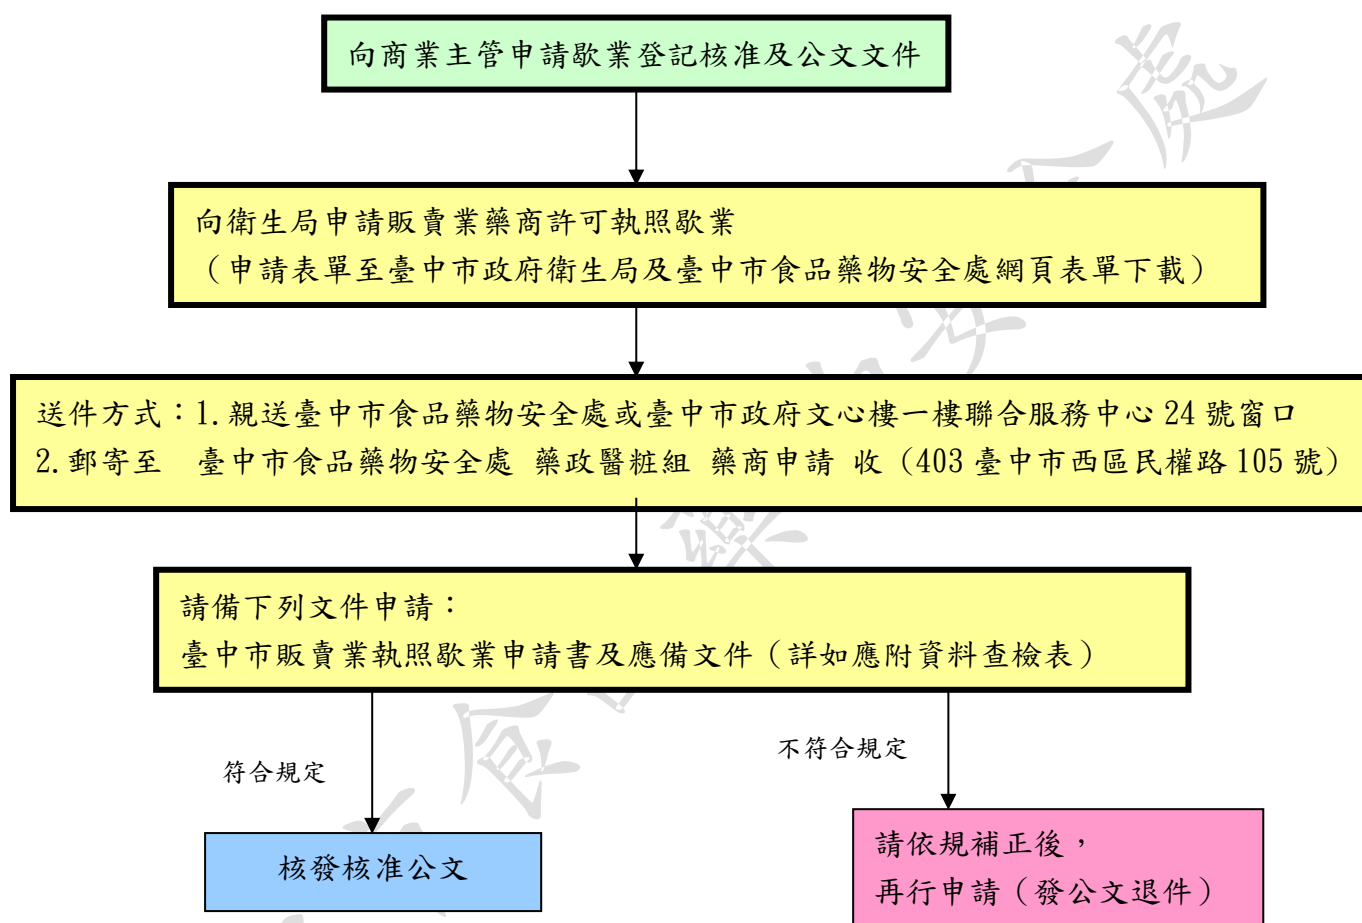 向商業主管申請歇業登記核准及公文文件
向衛生局申請販賣業藥商許可執照歇業
（申請表單至臺中市政府衛生局及臺中市食品藥物安全處網頁表單下載）
送件方式：1.親送臺中市食品藥物安全處或臺中市政府文心樓一樓聯合服務中心 24 號窗口
2.郵寄至　臺中市食品藥物安全處 藥政醫粧組 藥商申請 收（403 臺中市西區民權路 105 號）
請備下列文件申請：
臺中市販賣業執照歇業申請書及應備文件（詳如應附資料查檢表）
符合規定
不符合規定
核發核准公文
請依規補正後，
再行申請（發公文退件）